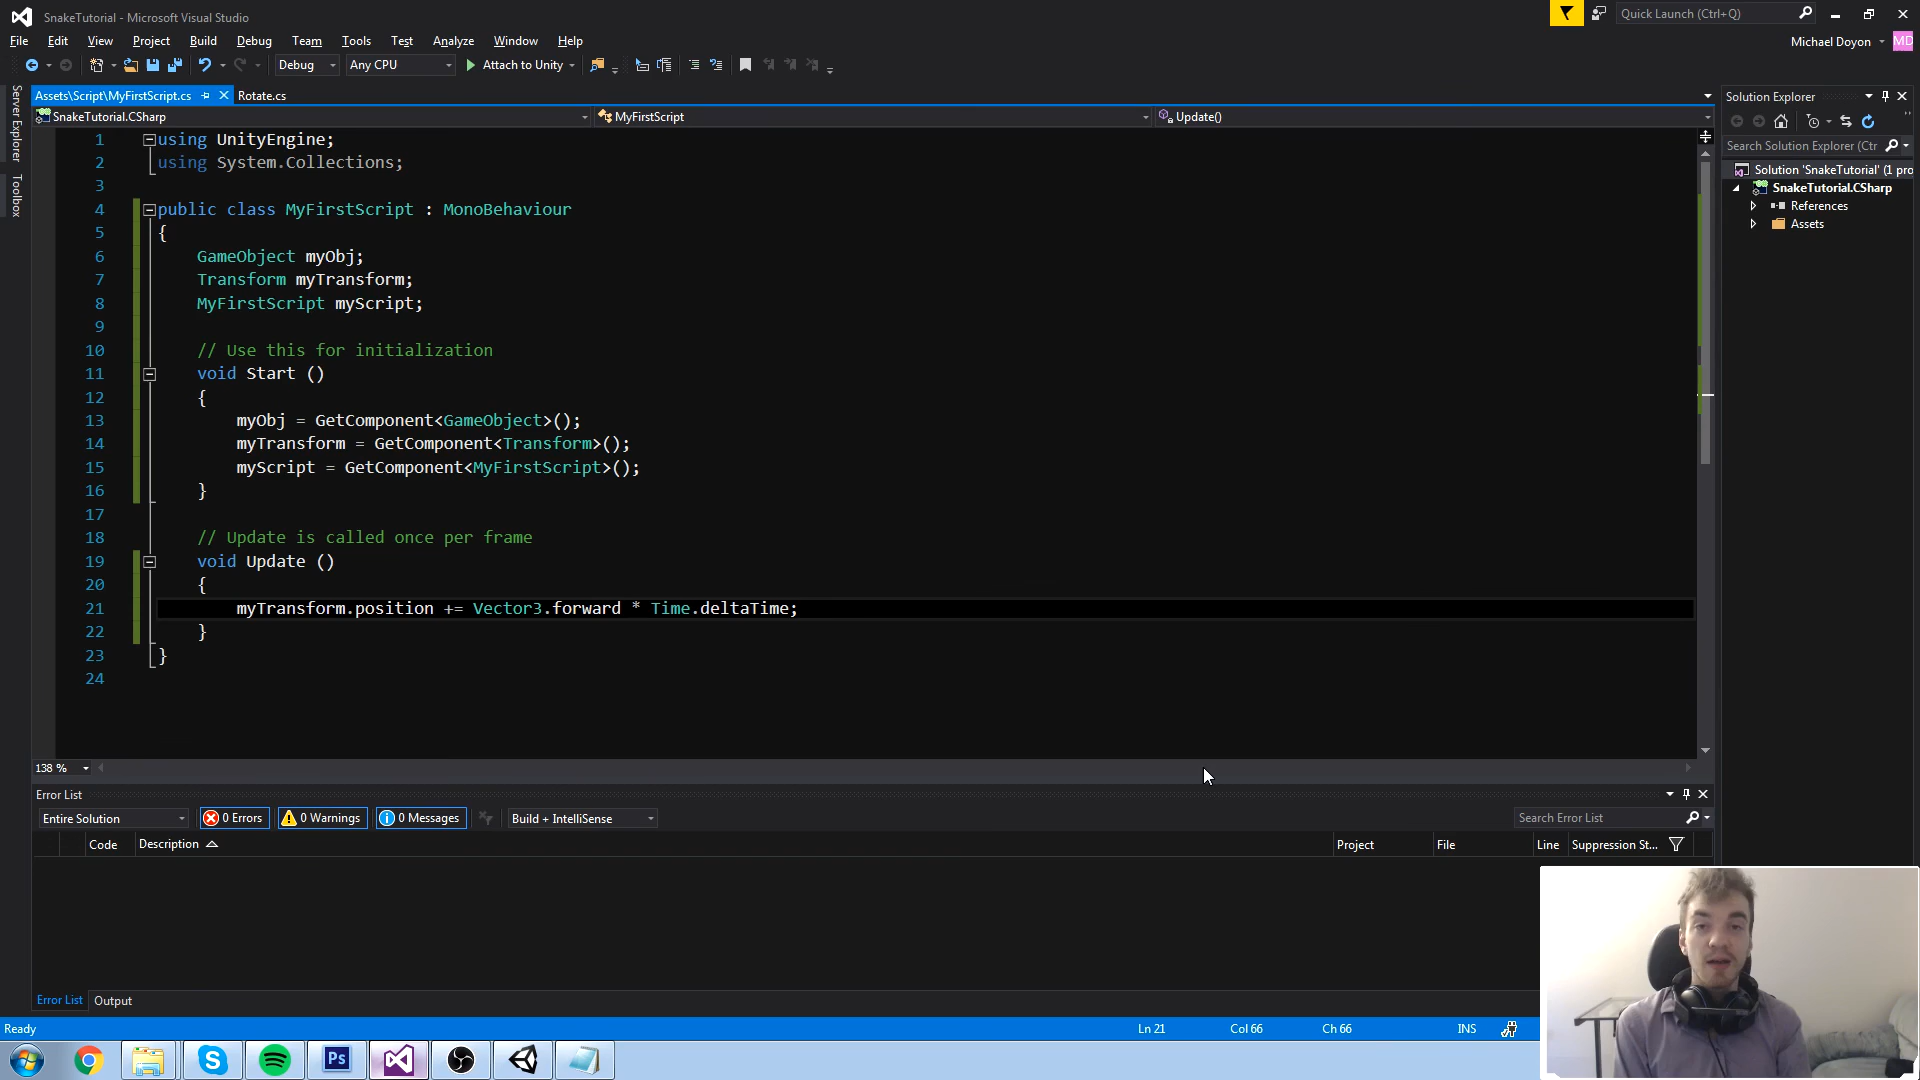 SnakeTutorial - Microsoft Visual Studio
Quick Launch (Ctrl+Q)
File Edit View Project Build Debug Team Tools Test Analyze Window Help
Michael Doyon MD
Debug Any CPU Attach to Unity
Server Explorer
Toolbox
Assets\Script\MyFirstScript.cs Rotate.cs
SnakeTutorial.CSharp MyFirstScript Update()
1 using UnityEngine;
2 using System.Collections;
3
4 public class MyFirstScript : MonoBehaviour
5 {
6 GameObject myObj;
7 Transform myTransform;
8 MyFirstScript myScript;
9
10 // Use this for initialization
11 void Start ()
12 {
13 myObj = GetComponent<GameObject>();
14 myTransform = GetComponent<Transform>();
15 myScript = GetComponent<MyFirstScript>();
16 }
17
18 // Update is called once per frame
19 void Update ()
20 {
21 myTransform.position += Vector3.forward * Time.deltaTime;
22 }
23 }
24
138 %
Solution Explorer
Search Solution Explorer (Ctr
Solution 'SnakeTutorial' (1 pro
SnakeTutorial.CSharp
References
Assets
Error List
Entire Solution 0 Errors 0 Warnings 0 Messages Build + IntelliSense Search Error List
Code Description Project File Line Suppression St...
Error List Output
Ready Ln 21 Col 66 Ch 66 INS
Ps